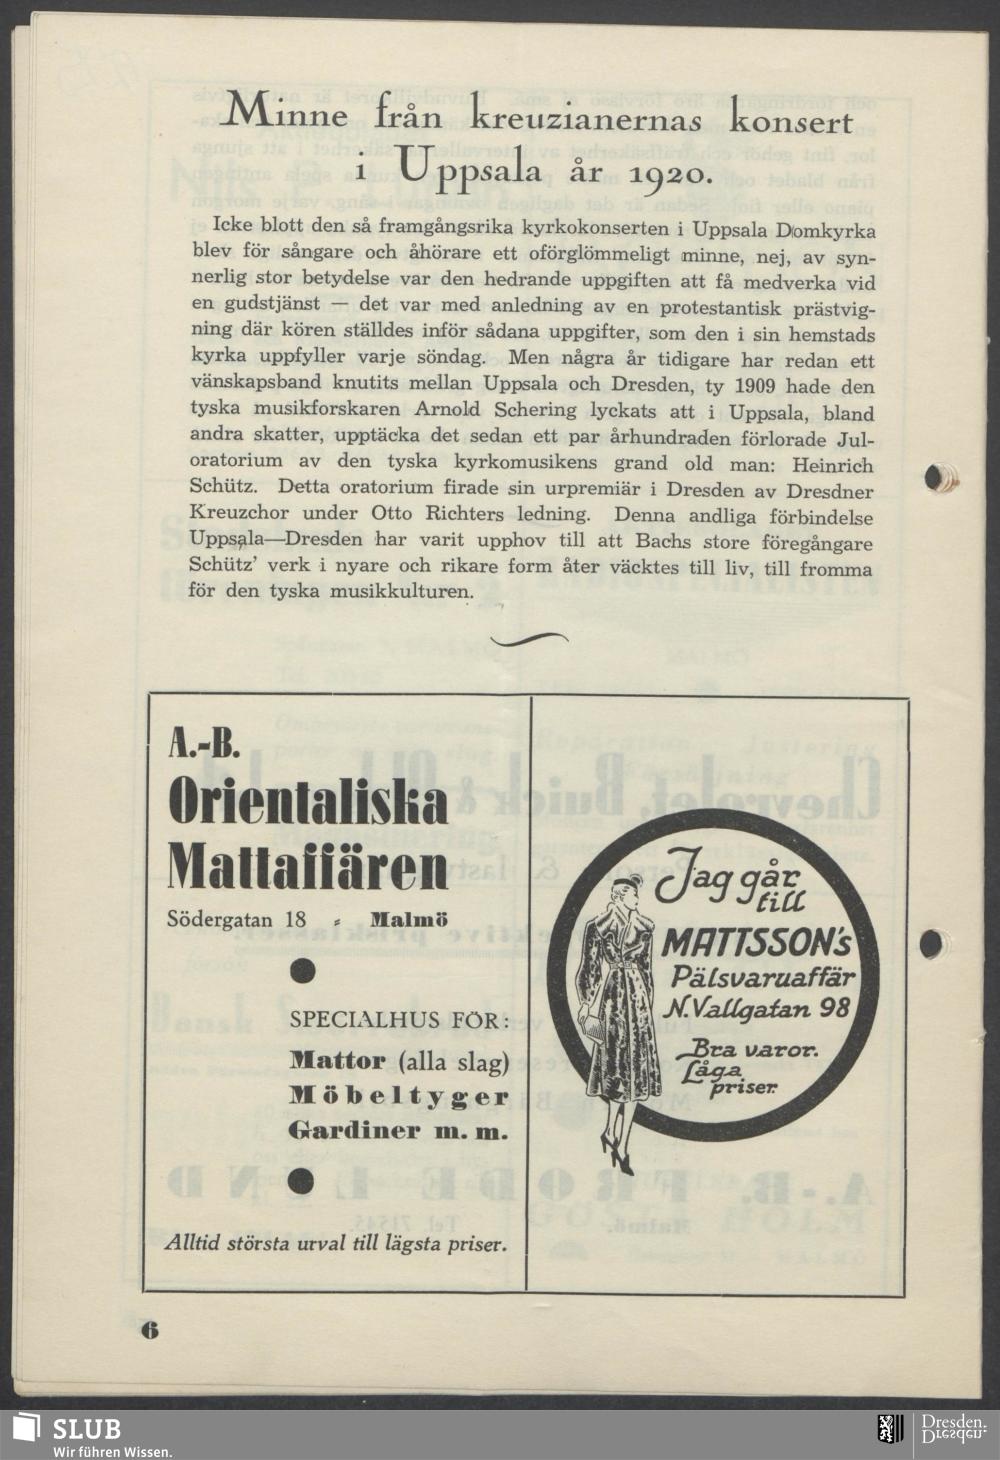 Minne från kreuzianernas konsert
i Uppsala år 1920.
Icke blott den så framgångsrika kyrkokonserten i Uppsala Domkyrka
blev för sångare och åhörare ett oförglömmeligt minne, nej, av syn-
nerlig stor betydelse var den hedrande uppgiften att få medverka vid
en gudstjänst — det var med anledning av en protestantisk prästvig-
ning där kören ställdes inför sådana uppgifter, som den i sin hemstads
kyrka uppfyller varje söndag. Men några år tidigare har redan ett
vänskapsband knutits mellan Uppsala och Dresden, ty 1909 hade den
tyska musikforskaren Arnold Schering lyckats att i Uppsala, bland
andra skatter, upptäcka det sedan ett par århundraden förlorade Jul-
oratorium av den tyska kyrkomusikens grand old man: Heinrich
Schütz. Detta oratorium firade sin urpremiär i Dresden av Dresdner
Kreuzchor under Otto Richters ledning. Denna andliga förbindelse
Uppsala—Dresden har varit upphov till att Bachs store föregångare
Schütz' verk i nyare och rikare form åter väcktes till liv, till fromma
för den tyska musikkulturen.
A.-B.
Orientaliska
Mattaffären
Södergatan 18 - Malmö
SPECIALHUS FÖR:
Mattor (alla slag)
Möbeltyger
Gardiner m. m.
Alltid största urval till lägsta priser.
Jag går
till
MATTSSON's
Pälsvaruaffär
N. Vallgatan 98
Bra varor.
Låga
priser.
6
SLUB
Wir führen Wissen.
Dresden.
Dresden.